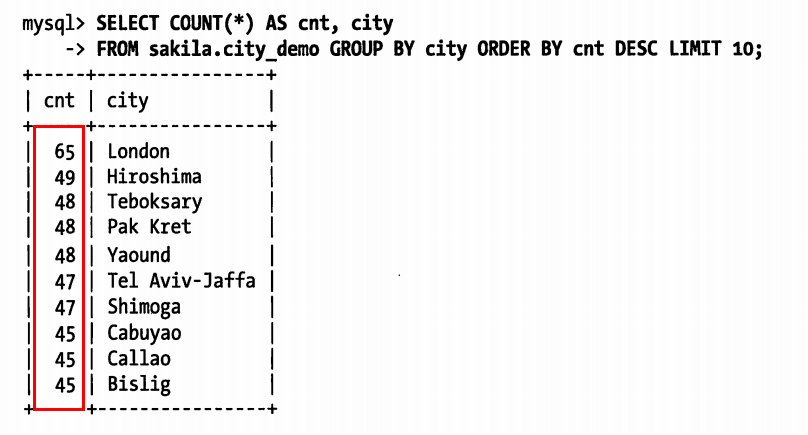 mysql> SELECT COUNT(*) AS cnt, city
    -> FROM sakila.city_demo GROUP BY city ORDER BY cnt DESC LIMIT 10;
+-----+----------------+
| cnt | city           |
+-----+----------------+
|  65 | London         |
|  49 | Hiroshima      |
|  48 | Teboksary      |
|  48 | Pak Kret       |
|  48 | Yaound         |
|  47 | Tel Aviv-Jaffa |
|  47 | Shimoga        |
|  45 | Cabuyao        |
|  45 | Callao         |
|  45 | Bislig         |
+-----+----------------+